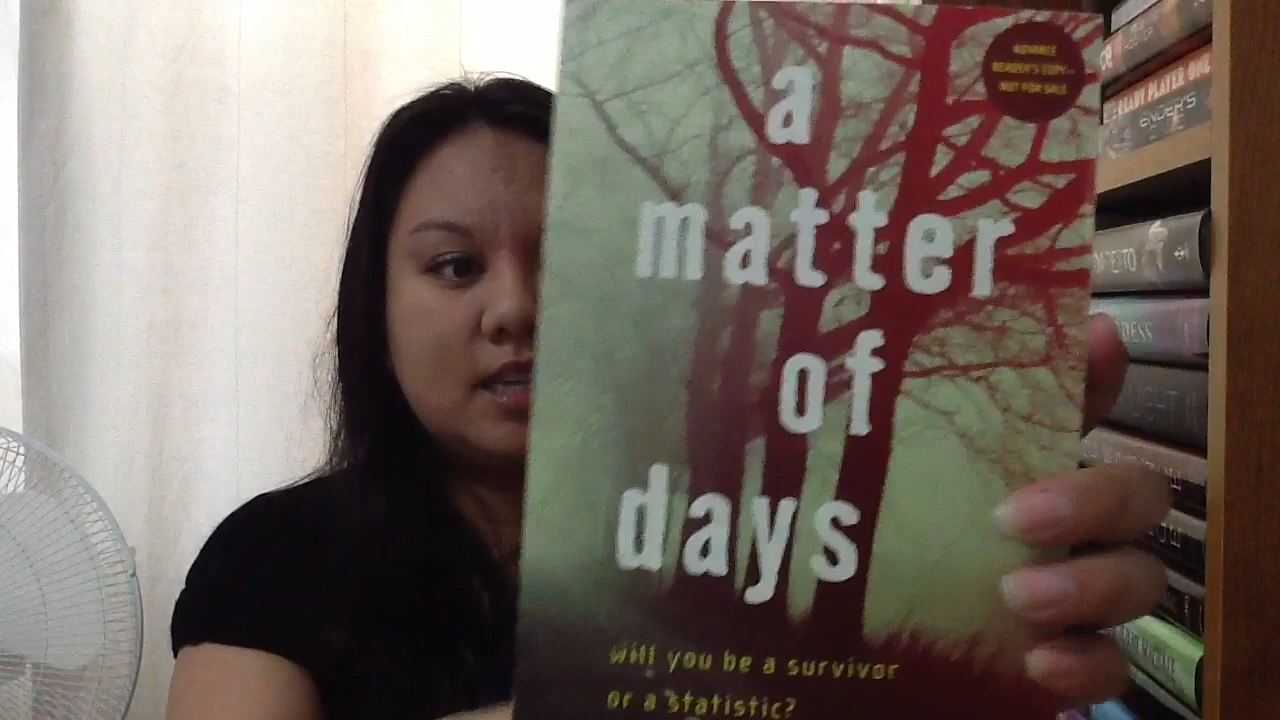 a
matter
of
days
will you be a survivor
or a statistic?
ADVANCE
READER'S COPY—
NOT FOR SALE
READY PLAYER ONE
ENDER'S